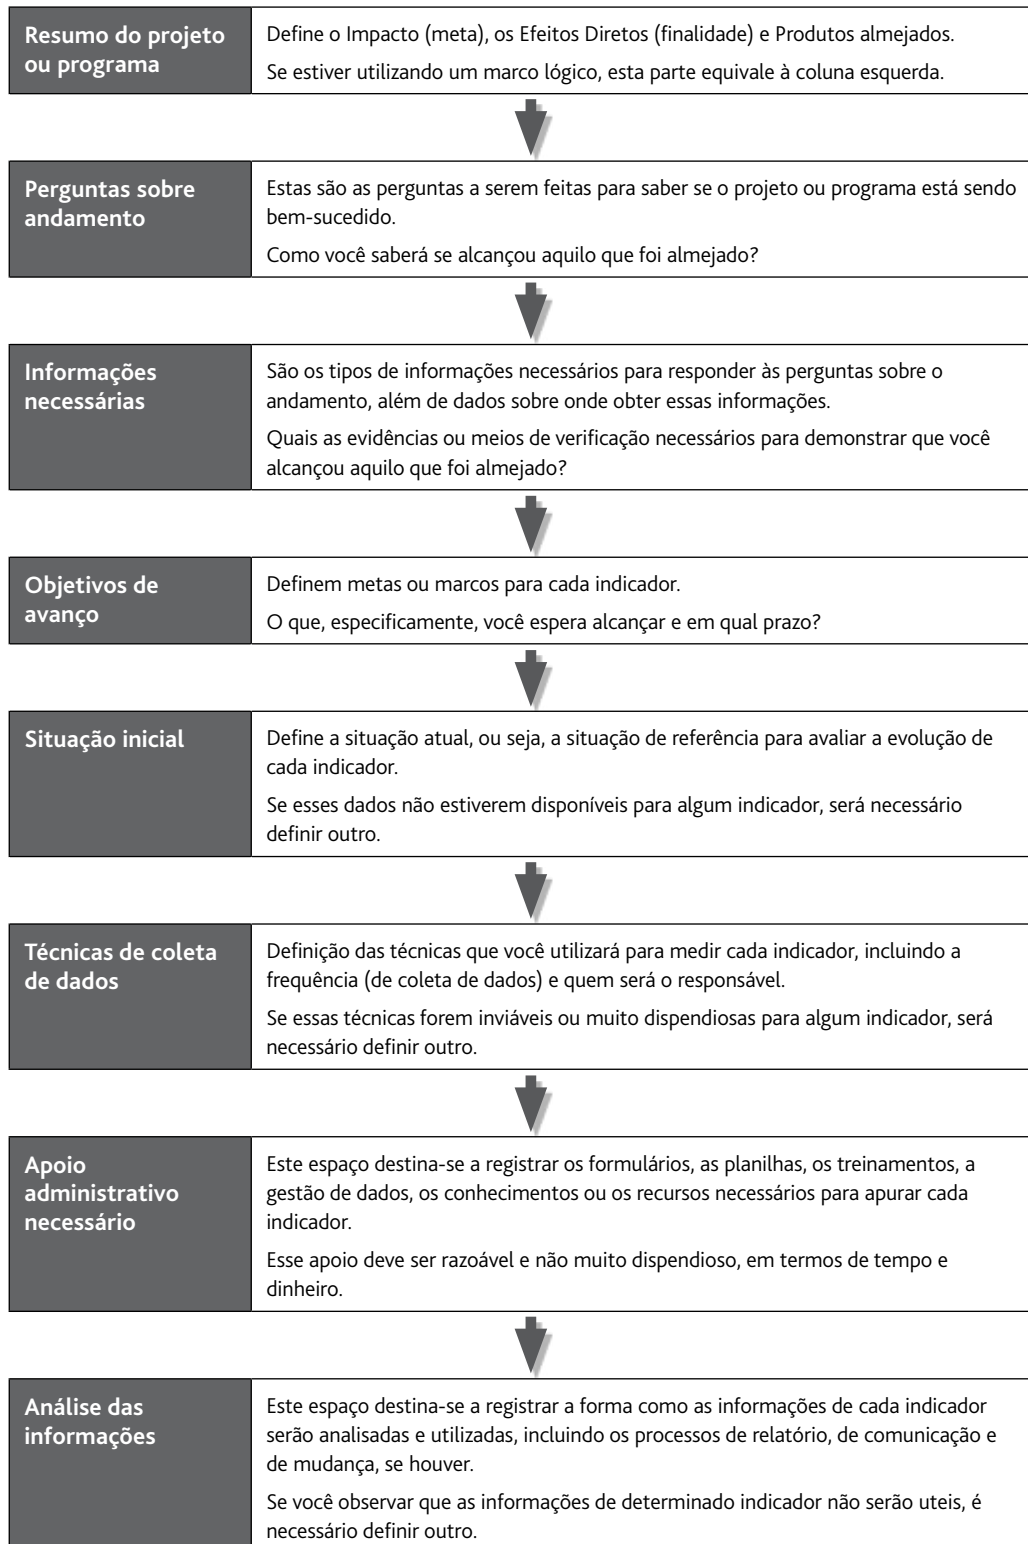 Resumo do projeto
ou programa
Define o Impacto (meta), os Efeitos Diretos (finalidade) e Produtos almejados.
Se estiver utilizando um marco lógico, esta parte equivale à coluna esquerda.
Perguntas sobre
andamento
Estas são as perguntas a serem feitas para saber se o projeto ou programa está sendo
bem-sucedido.
Como você saberá se alcançou aquilo que foi almejado?
Informações
necessárias
São os tipos de informações necessários para responder às perguntas sobre o
andamento, além de dados sobre onde obter essas informações.
Quais as evidências ou meios de verificação necessários para demonstrar que você
alcançou aquilo que foi almejado?
Objetivos de
avanço
Definem metas ou marcos para cada indicador.
O que, especificamente, você espera alcançar e em qual prazo?
Situação inicial
Define a situação atual, ou seja, a situação de referência para avaliar a evolução de
cada indicador.
Se esses dados não estiverem disponíveis para algum indicador, será necessário
definir outro.
Técnicas de coleta
de dados
Definição das técnicas que você utilizará para medir cada indicador, incluindo a
frequência (de coleta de dados) e quem será o responsável.
Se essas técnicas forem inviáveis ou muito dispendiosas para algum indicador, será
necessário definir outro.
Apoio
administrativo
necessário
Este espaço destina-se a registrar os formulários, as planilhas, os treinamentos, a
gestão de dados, os conhecimentos ou os recursos necessários para apurar cada
indicador.
Esse apoio deve ser razoável e não muito dispendioso, em termos de tempo e
dinheiro.
Análise das
informações
Este espaço destina-se a registrar a forma como as informações de cada indicador
serão analisadas e utilizadas, incluindo os processos de relatório, de comunicação e
de mudança, se houver.
Se você observar que as informações de determinado indicador não serão uteis, é
necessário definir outro.